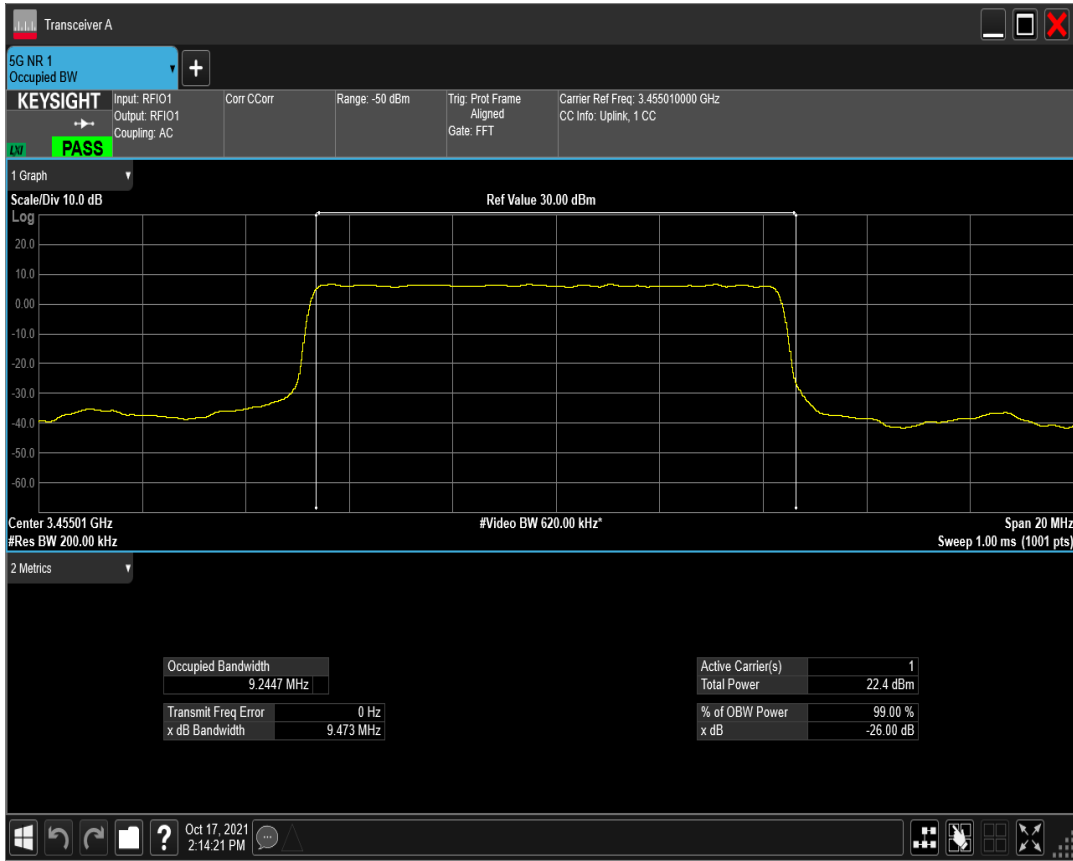 Transceiver A
5G NR 1
Occupied BW
+
KEYSIGHT
LXI
PASS
Input: RFIO1
Output: RFIO1
Coupling: AC
Corr CCorr
Range: -50 dBm
Trig: Prot Frame
Aligned
Gate: FFT
Carrier Ref Freq: 3.455010000 GHz
CC Info: Uplink, 1 CC
1 Graph
Scale/Div 10.0 dB
Ref Value 30.00 dBm
Log
20.0
10.0
0.00
-10.0
-20.0
-30.0
-40.0
-50.0
-60.0
Center 3.45501 GHz
#Video BW 620.00 kHz*
Span 20 MHz
#Res BW 200.00 kHz
Sweep 1.00 ms (1001 pts)
2 Metrics
Occupied Bandwidth
9.2447 MHz
Transmit Freq Error 0 Hz
x dB Bandwidth 9.473 MHz
Active Carrier(s) 1
Total Power 22.4 dBm
% of OBW Power 99.00 %
x dB -26.00 dB
?
Oct 17, 2021
2:14:21 PM